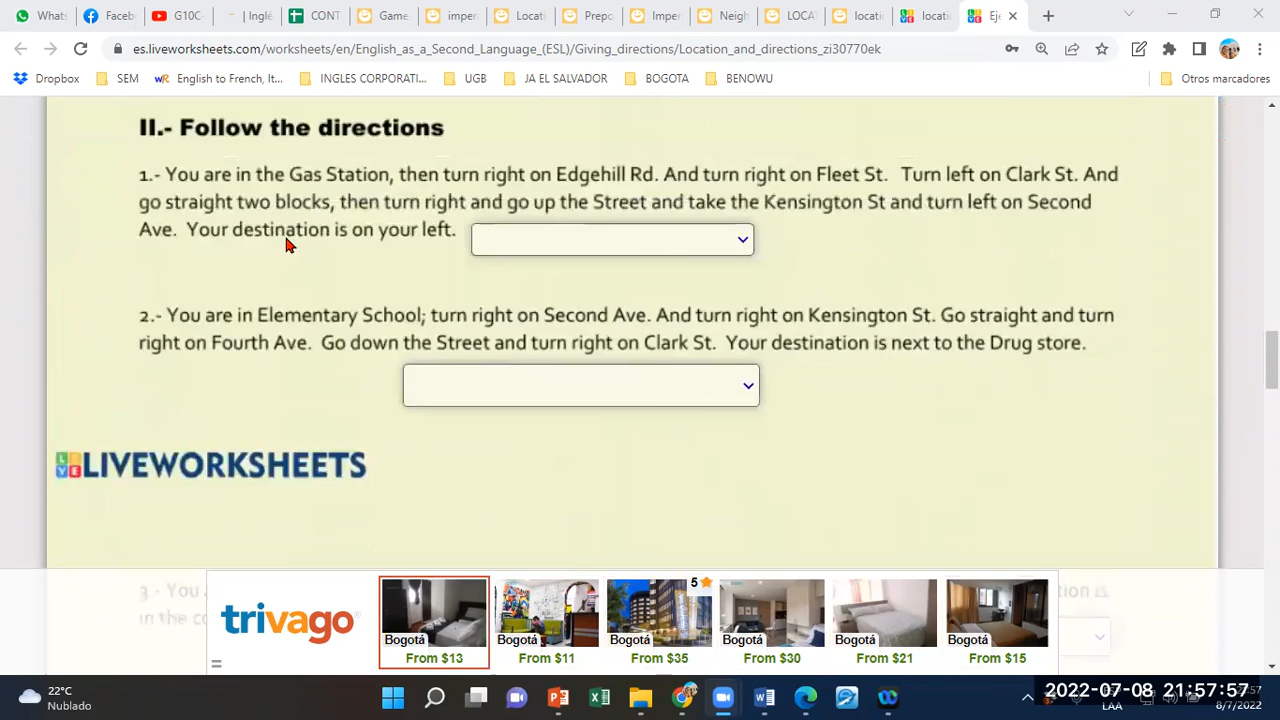 Whats
Faceb
G10C
Inglé
CONT
Game
imper
Locat
Prepo
Imper
Neigh
LOCA
locati
locati
Eje
es.liveworksheets.com/worksheets/en/English_as_a_Second_Language_(ESL)/Giving_directions/Location_and_directions_zi30770ek
Dropbox
SEM
English to French, It...
INGLES CORPORATI...
UGB
JA EL SALVADOR
BOGOTA
BENOWU
Otros marcadores
II.- Follow the directions
1.- You are in the Gas Station, then turn right on Edgehill Rd. And turn right on Fleet St. Turn left on Clark St. And
go straight two blocks, then turn right and go up the Street and take the Kensington St and turn left on Second
Ave. Your destination is on your left.
2.- You are in Elementary School; turn right on Second Ave. And turn right on Kensington St. Go straight and turn
right on Fourth Ave. Go down the Street and turn right on Clark St. Your destination is next to the Drug store.
LIVEWORKSHEETS
3.- You
in the co
trivago
5
Bogotá
Bogotá
Bogotá
Bogotá
Bogotá
Bogotá
From $13
From $11
From $35
From $30
From $21
From $15
22°C
Nublado
LAA
2022-07-08 21:57:57
8/7/2022